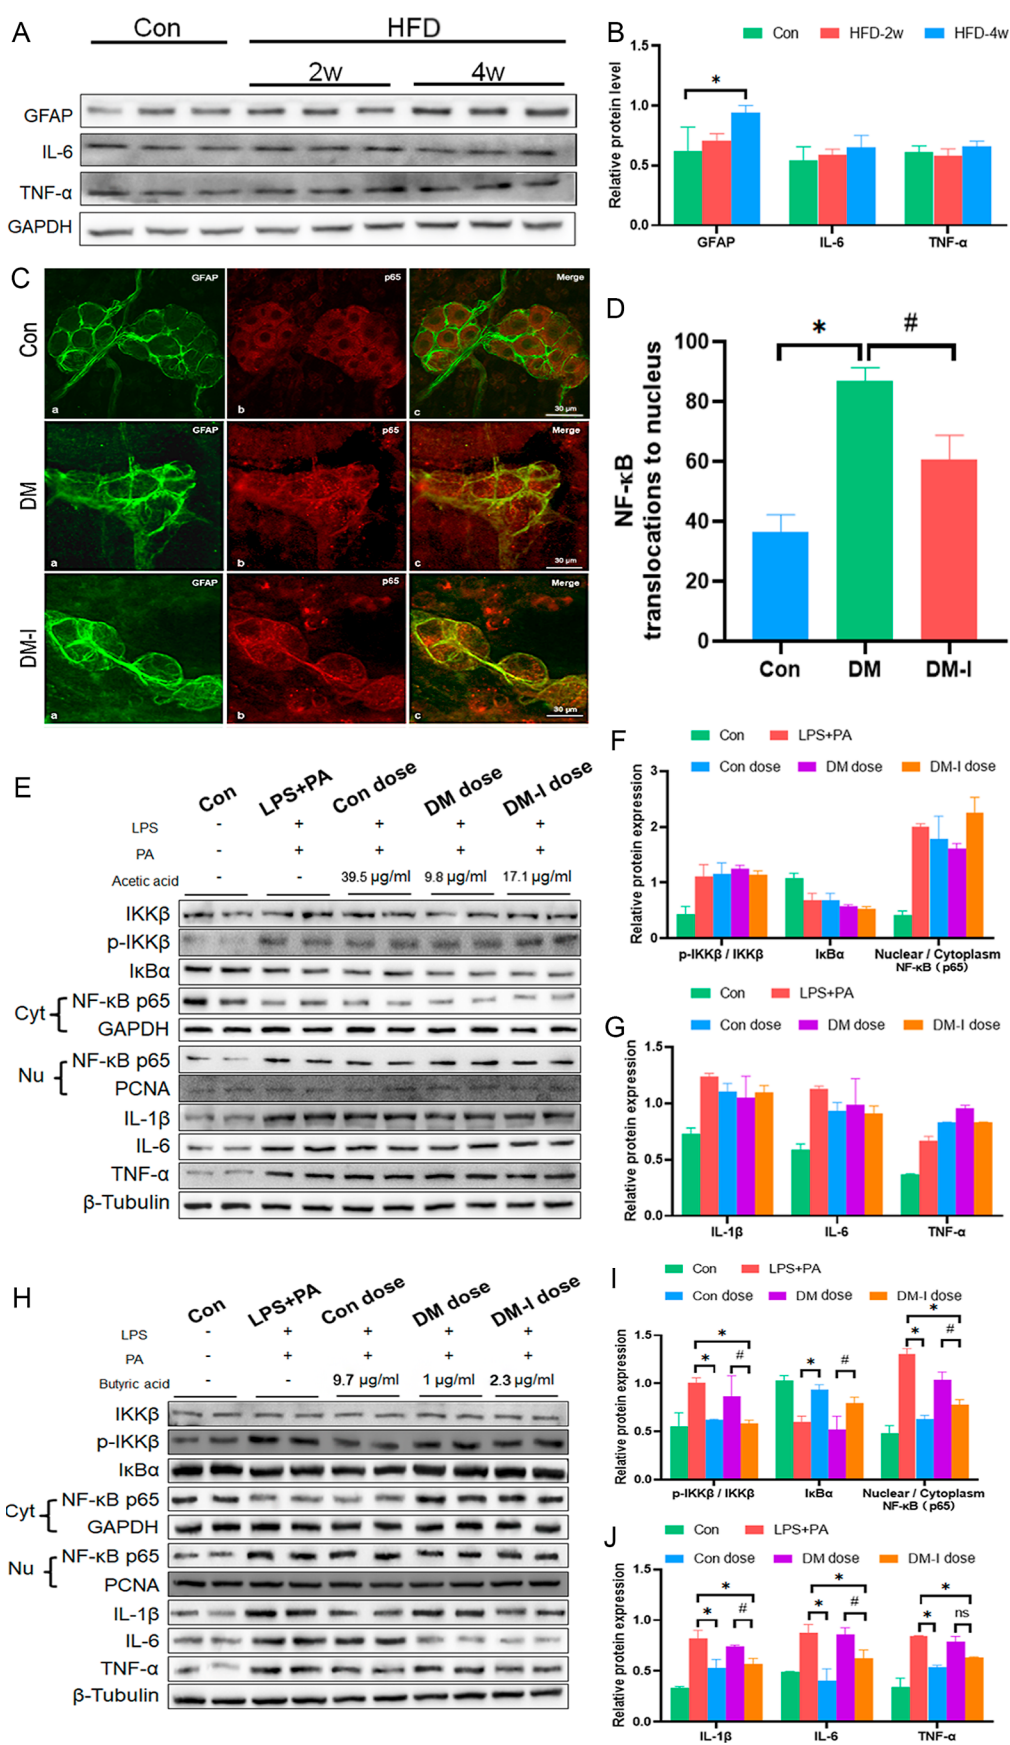 A
Con
HFD
2w
4w
GFAP
IL-6
TNF-α
GAPDH
B
Con
HFD-2w
HFD-4w
Relative protein level
1.5
1.0
0.5
0.0
*
GFAP
IL-6
TNF-α
C
Con
GFAP
p65
Merge
a
b
c
30 μm
DM
GFAP
p65
Merge
a
b
c
30 μm
DM-I
GFAP
p65
Merge
a
b
c
30 μm
D
NF-κB
translocations to nucleus
100
80
60
40
20
0
* #
Con DM DM-I
E
Con LPS+PA Con dose DM dose DM-I dose
LPS - + + + +
PA - + + + +
Acetic acid - - 39.5 μg/ml 9.8 μg/ml 17.1 μg/ml
IKKβ
p-IKKβ
IκBα
Cyt
NF-κB p65
GAPDH
Nu
NF-κB p65
PCNA
IL-1β
IL-6
TNF-α
β-Tubulin
F
Con LPS+PA
Con dose DM dose DM-I dose
Relative protein expression
3
2
1
0
p-IKKβ / IKKβ IκBα Nuclear / Cytoplasm
NF-κB ( p65)
G
Con LPS+PA
Con dose DM dose DM-I dose
Relative protein expression
1.5
1.0
0.5
0.0
IL-1β IL-6 TNF-α
H
Con LPS+PA Con dose DM dose DM-I dose
LPS - + + + +
PA - + + + +
Butyric acid - - 9.7 μg/ml 1 μg/ml 2.3 μg/ml
IKKβ
p-IKKβ
IκBα
Cyt
NF-κB p65
GAPDH
Nu
NF-κB p65
PCNA
IL-1β
IL-6
TNF-α
β-Tubulin
I
Con LPS+PA
Con dose DM dose DM-I dose
Relative protein expression
1.5
1.0
0.5
0.0
* * # * # * * #
p-IKKβ / IKKβ IκBα Nuclear / Cytoplasm
NF-κB ( p65)
J
Con LPS+PA
Con dose DM dose DM-I dose
Relative protein expression
1.5
1.0
0.5
0.0
* * # * * # * * ns
IL-1β IL-6 TNF-α